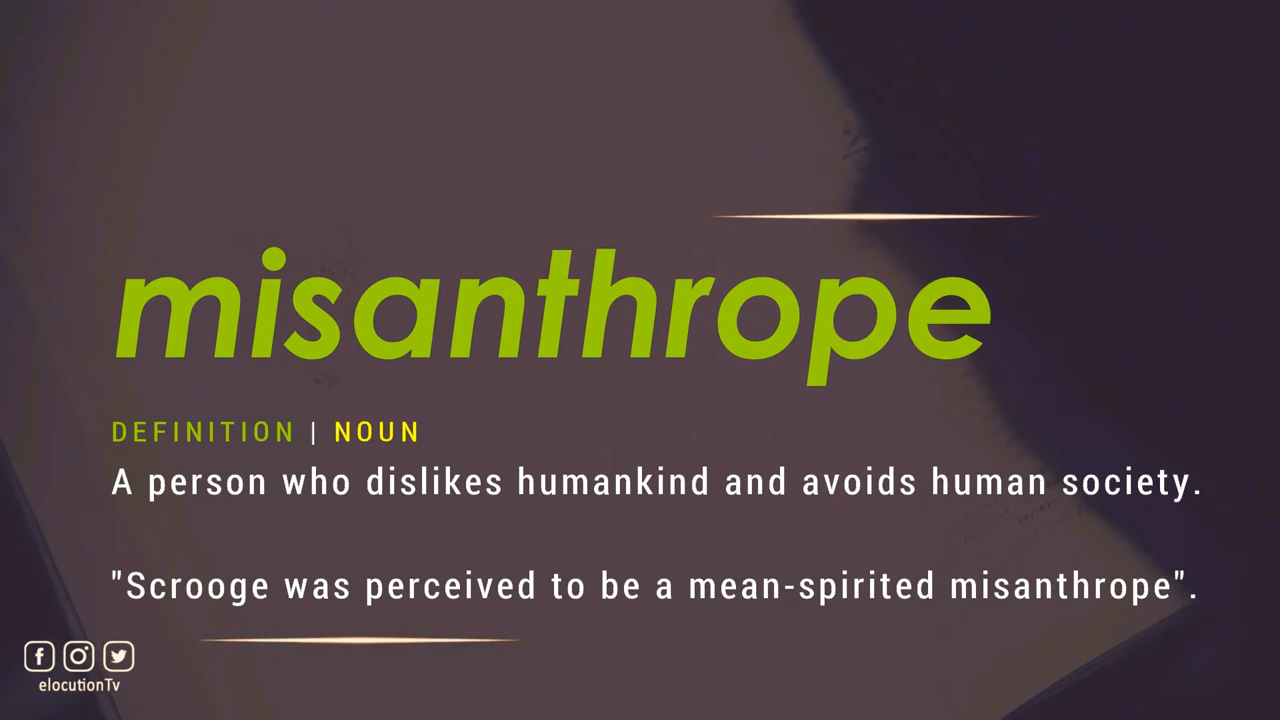 misanthrope
DEFINITION | NOUN
A person who dislikes humankind and avoids human society.
"Scrooge was perceived to be a mean-spirited misanthrope".
elocutionTv